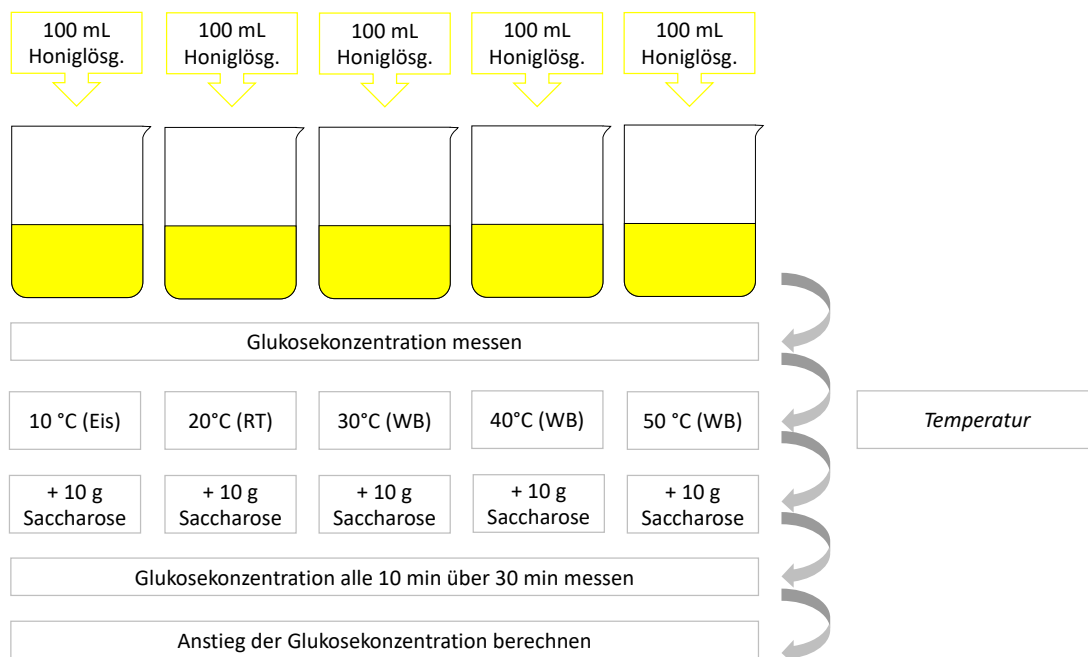 100 mL
Honiglösg.
100 mL
Honiglösg.
100 mL
Honiglösg.
100 mL
Honiglösg.
100 mL
Honiglösg.
Glukosekonzentration messen
10 °C (Eis)
20°C (RT)
30°C (WB)
40°C (WB)
50 °C (WB)
Temperatur
+ 10 g
Saccharose
+ 10 g
Saccharose
+ 10 g
Saccharose
+ 10 g
Saccharose
+ 10 g
Saccharose
Glukosekonzentration alle 10 min über 30 min messen
Anstieg der Glukosekonzentration berechnen